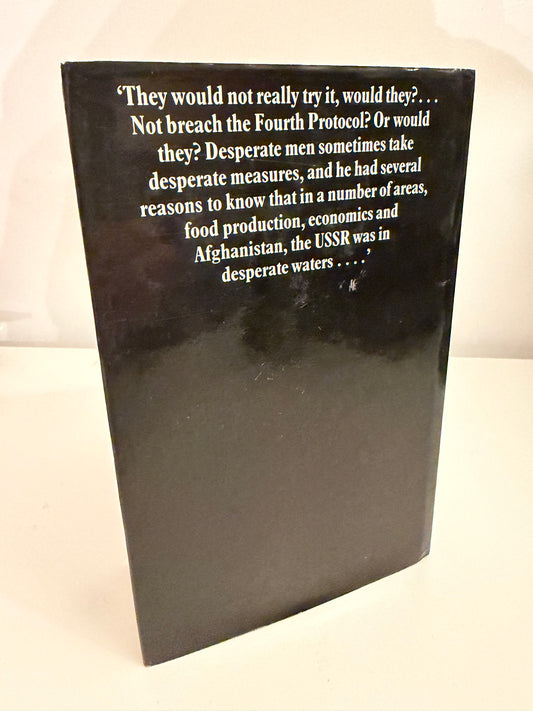 ‘They would not really try it, would they?. . .
Not breach the Fourth Protocol? Or would
they? Desperate men sometimes take
desperate measures, and he had several
reasons to know that in a number of areas,
food production, economics and
Afghanistan, the USSR was in
desperate waters . . . .’